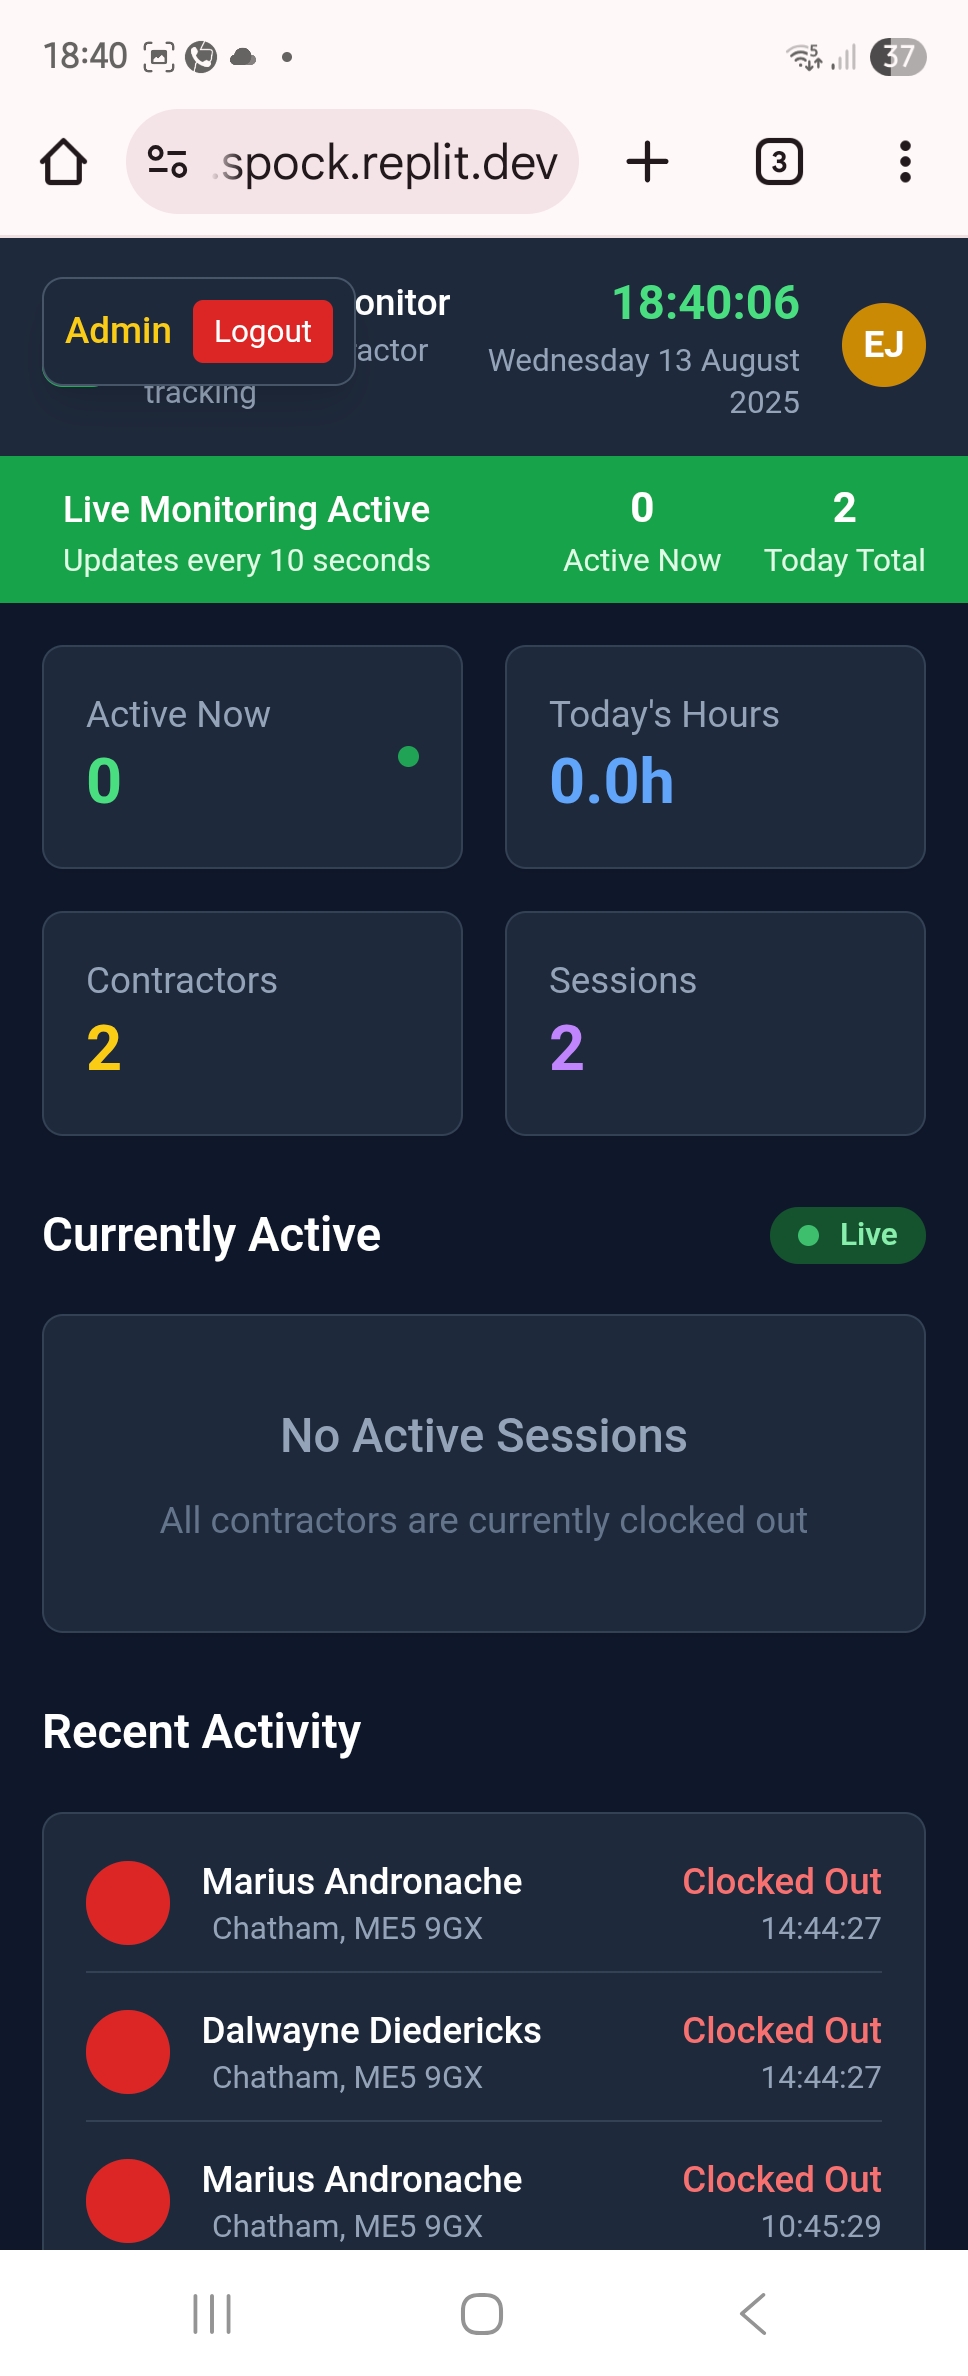 18:40
5
37
.spock.replit.dev
3
Admin
Logout
onitor
actor
tracking
18:40:06
Wednesday 13 August
2025
EJ
Live Monitoring Active
Updates every 10 seconds
0
Active Now
2
Today Total
Active Now
0
Today's Hours
0.0h
Contractors
2
Sessions
2
Currently Active
Live
No Active Sessions
All contractors are currently clocked out
Recent Activity
Marius Andronache
Clocked Out
Chatham, ME5 9GX
14:44:27
Dalwayne Diedericks
Clocked Out
Chatham, ME5 9GX
14:44:27
Marius Andronache
Clocked Out
Chatham, ME5 9GX
10:45:29